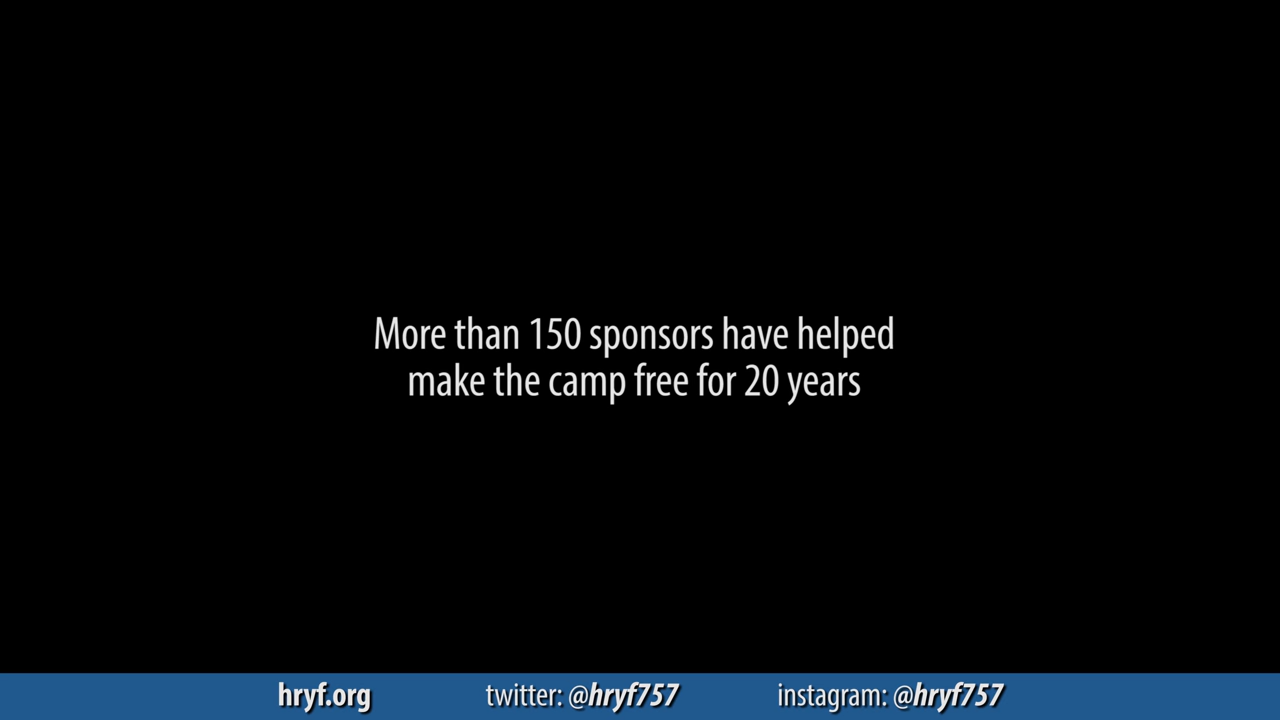 More than 150 sponsors have helped
make the camp free for 20 years
hryf.org twitter: @hryf757 instagram: @hryf757